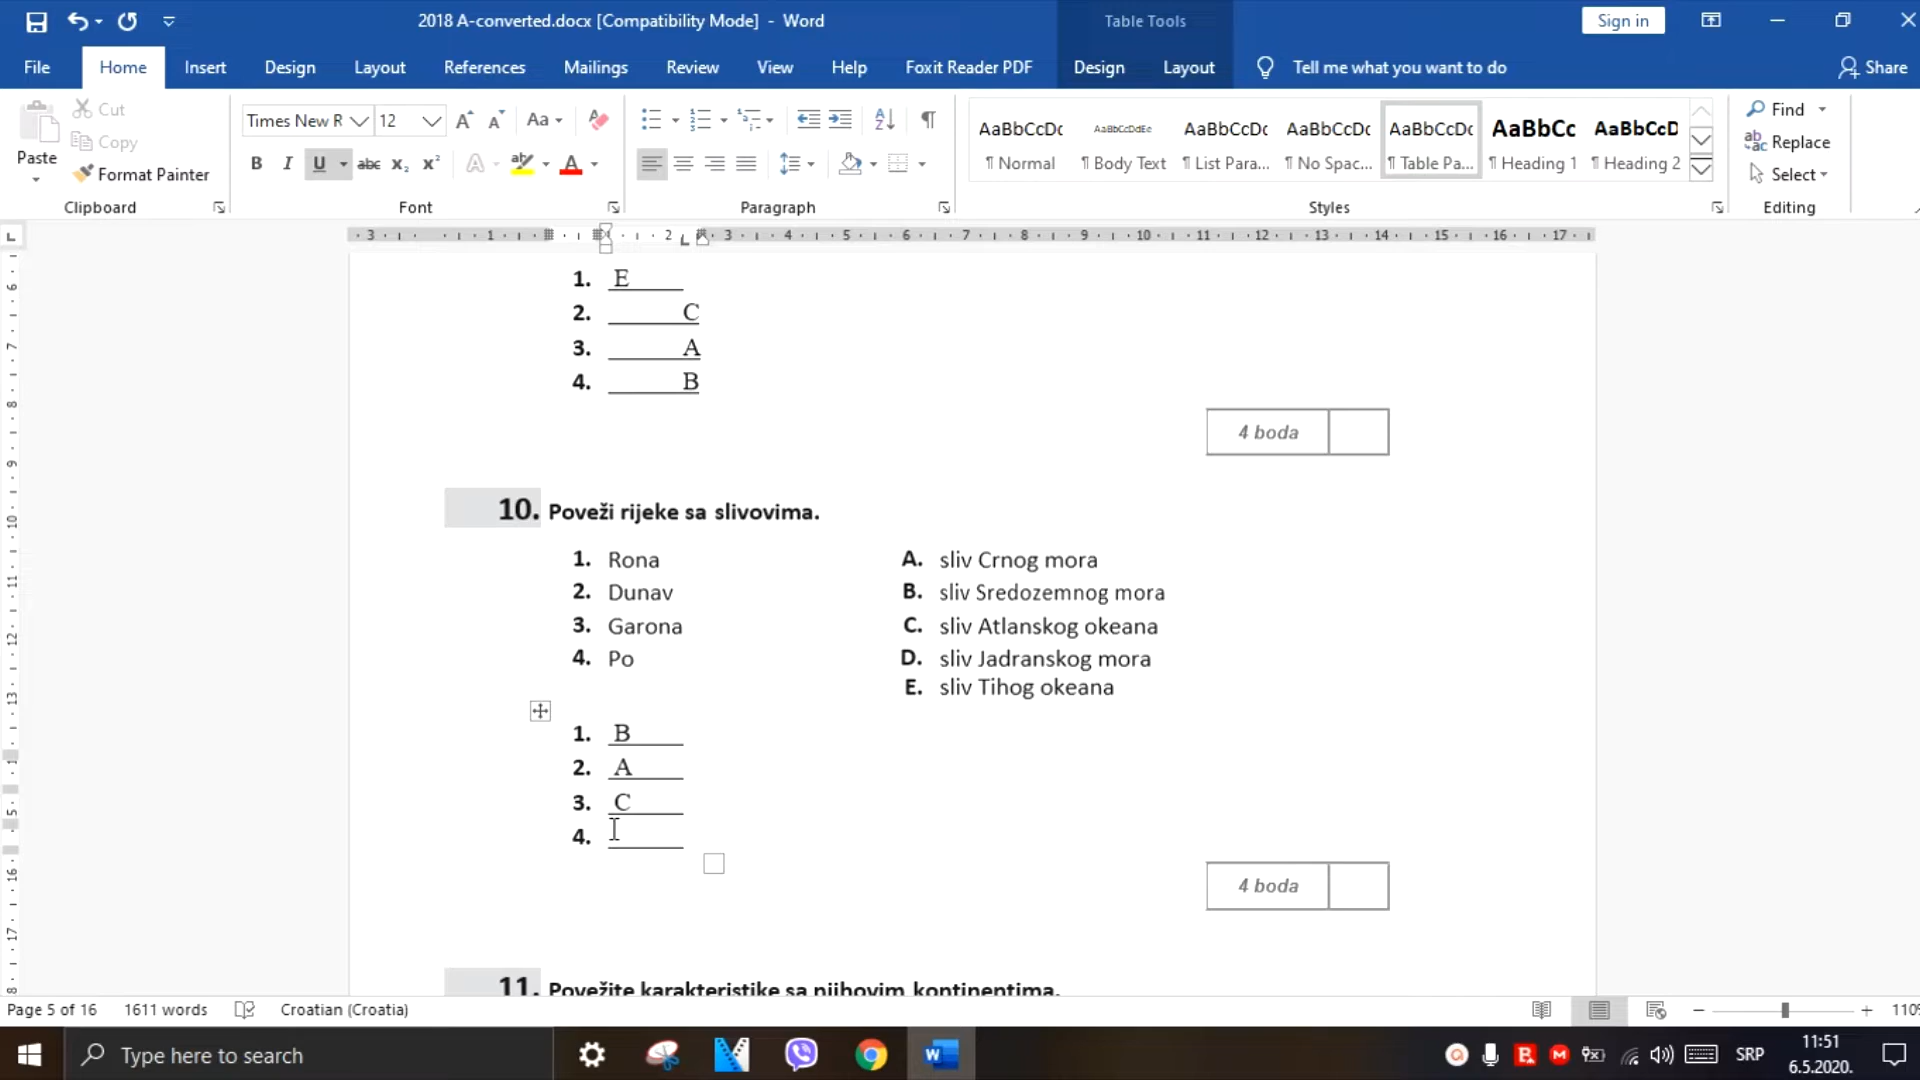 2018 A-converted.docx [Compatibility Mode] - Word
Table Tools
Sign in
File
Home
Insert
Design
Layout
References
Mailings
Review
View
Help
Foxit Reader PDF
Design
Layout
Tell me what you want to do
Share
Paste
Cut
Copy
Format Painter
Clipboard
Times New R
12
Font
Paragraph
¶ Normal
¶ Body Text
¶ List Para...
¶ No Spac...
¶ Table Pa...
¶ Heading 1
¶ Heading 2
Styles
Find
Replace
Select
Editing
1. E
2. C
3. A
4. B
4 boda
10. Poveži rijeke sa slivovima.
1. Rona A. sliv Crnog mora
2. Dunav B. sliv Sredozemnog mora
3. Garona C. sliv Atlanskog okeana
4. Po D. sliv Jadranskog mora
E. sliv Tihog okeana
1. B
2. A
3. C
4.
4 boda
11. Povežite karakteristike sa njihovim kontinentima.
Page 5 of 16
1611 words
Croatian (Croatia)
Type here to search
SRP
11:51
6.5.2020.